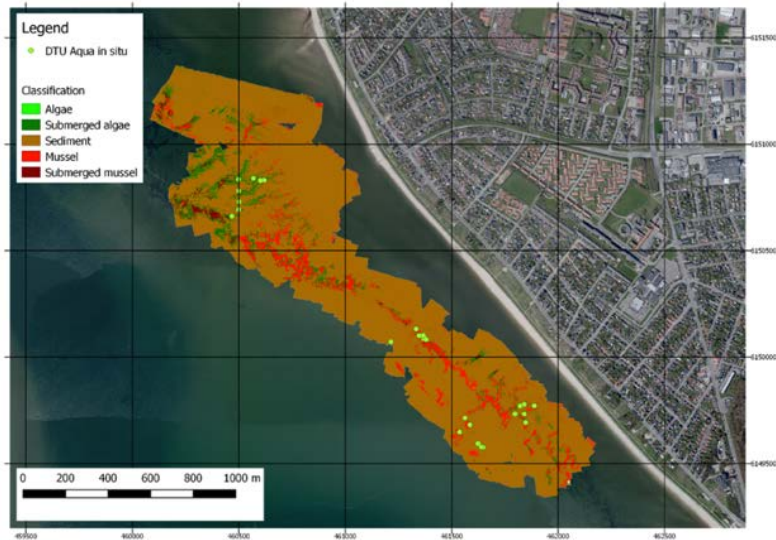 Legend
DTU Aqua in situ
Classification
Algae
Submerged algae
Sediment
Mussel
Submerged mussel
6151500
6151000
6150500
6150000
6149500
0 200 400 600 800 1000 m
459500 460000 460500 461000 461500 462000 462500